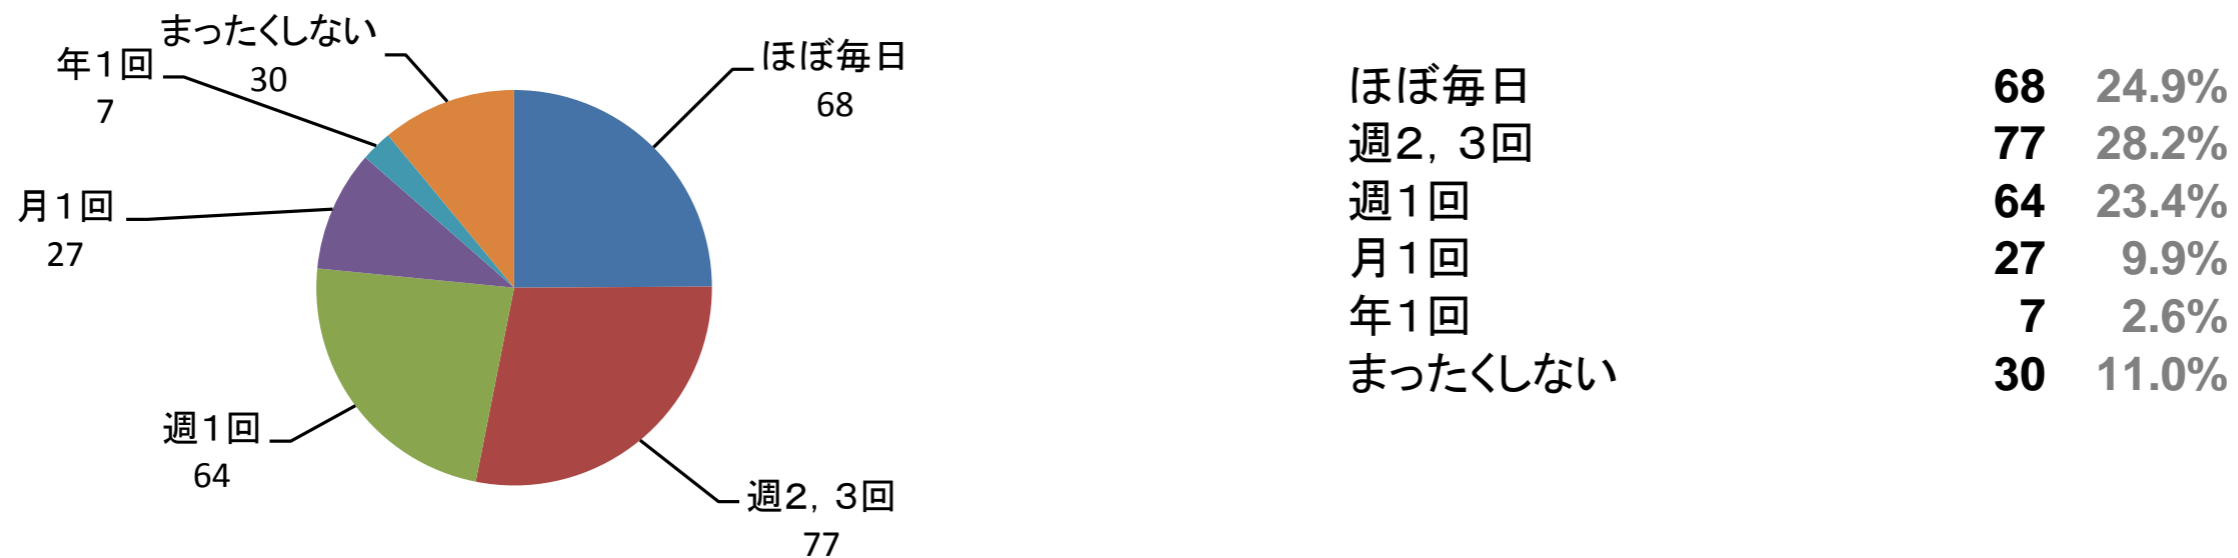 まったくしない
30
年１回
7
月１回
27
週１回
64
ほぼ毎日
68
週２，３回
77
ほぼ毎日 68 24.9%
週２，３回 77 28.2%
週１回 64 23.4%
月１回 27 9.9%
年１回 7 2.6%
まったくしない 30 11.0%